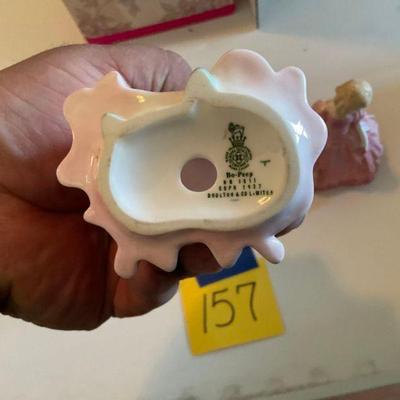 Bo-Peep
HN 1811
COPR 1937
DOULTON & CO LIMITED
157